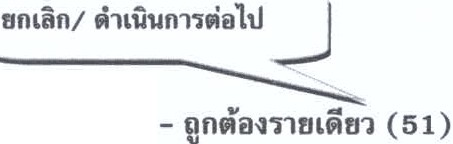 ยกเลิก/ ดำเนินการต่อไป
- ถูกต้องรายเดียว (51)